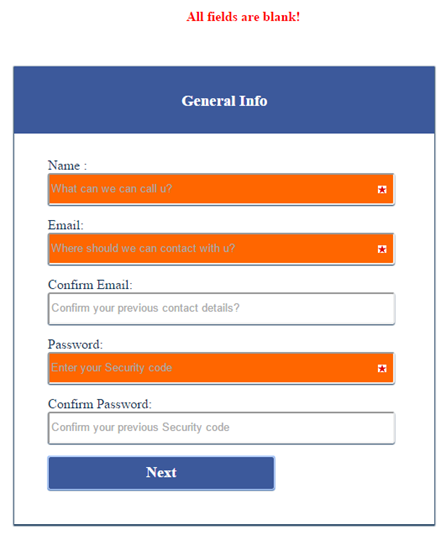 All fields are blank!
General Info
Name :
What can we can call u?
Email:
Where should we can contact with u?
Confirm Email:
Confirm your previous contact details?
Password:
Enter your Security code
Confirm Password:
Confirm your previous Security code
Next